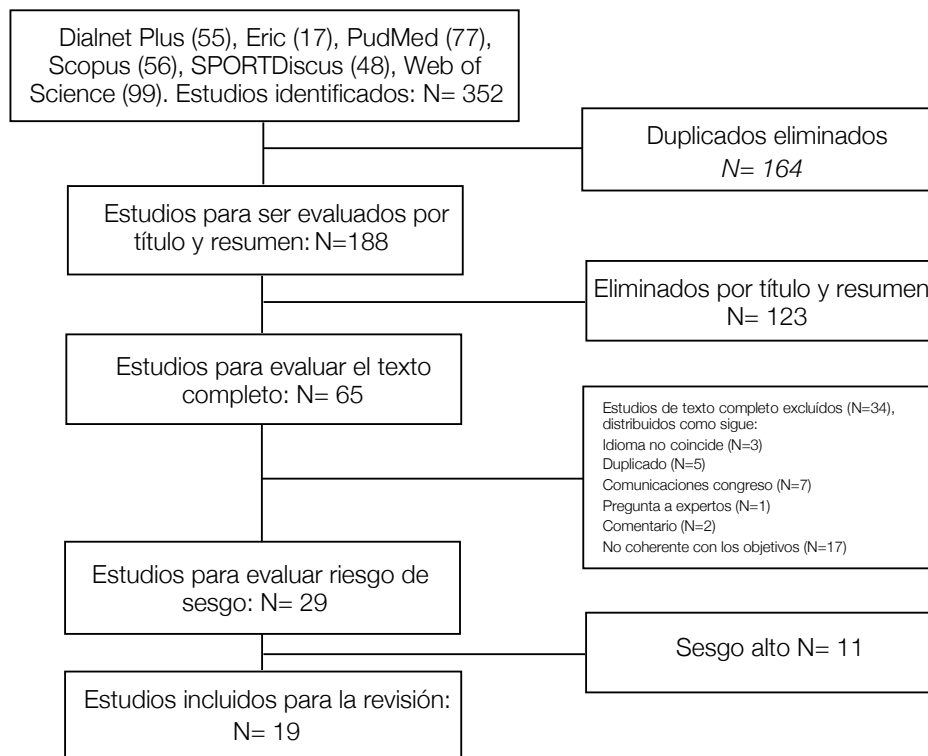 Dialnet Plus (55), Eric (17), PudMed (77),
Scopus (56), SPORTDiscus (48), Web of
Science (99). Estudios identificados: N= 352
Duplicados eliminados
N= 164
Estudios para ser evaluados por
título y resumen: N=188
Eliminados por título y resumen
N= 123
Estudios para evaluar el texto
completo: N= 65
Estudios de texto completo excluídos (N=34),
distribuidos como sigue:
Idioma no coincide (N=3)
Duplicado (N=5)
Comunicaciones congreso (N=7)
Pregunta a expertos (N=1)
Comentario (N=2)
No coherente con los objetivos (N=17)
Estudios para evaluar riesgo de
sesgo: N= 29
Sesgo alto N= 11
Estudios incluidos para la revisión:
N= 19